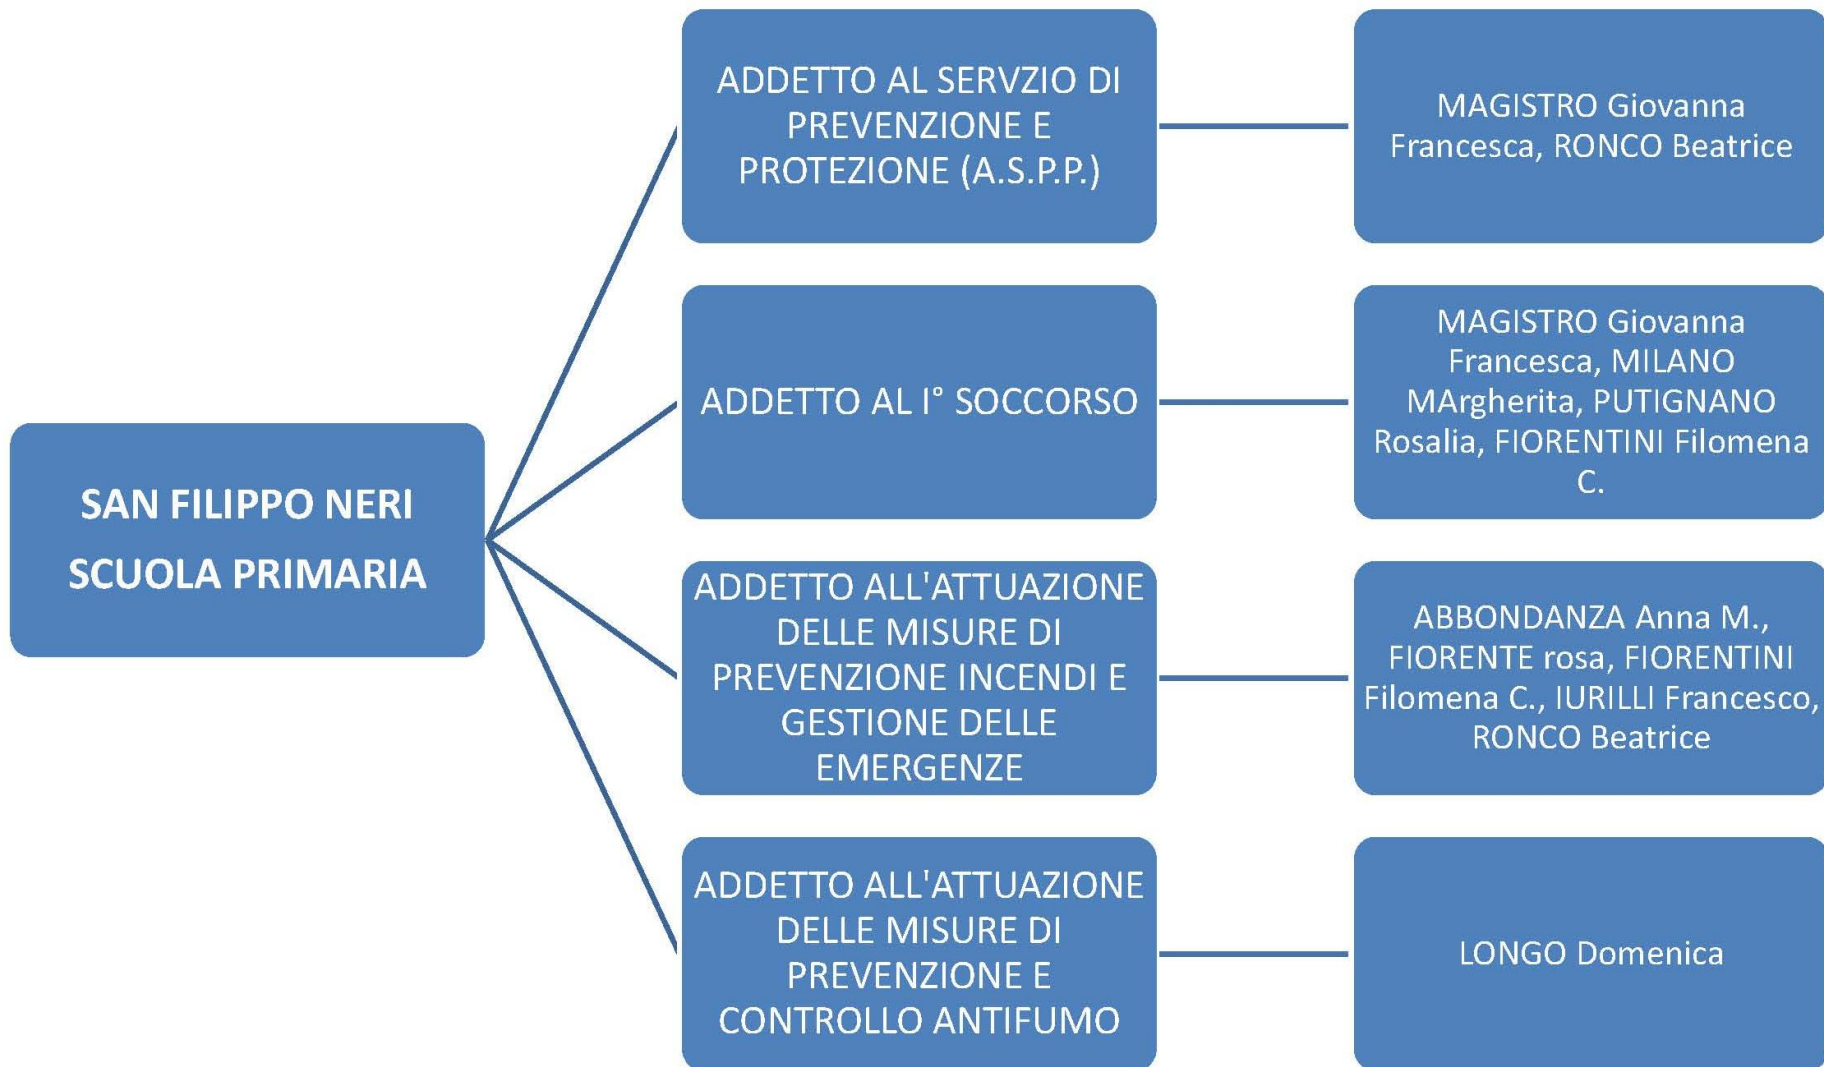 SAN FILIPPO NERI
SCUOLA PRIMARIA
ADDETTO AL SERVZIO DI
PREVENZIONE E
PROTEZIONE (A.S.P.P.)
MAGISTRO Giovanna
Francesca, RONCO Beatrice
ADDETTO AL I° SOCCORSO
MAGISTRO Giovanna
Francesca, MILANO
MArgherita, PUTIGNANO
Rosalia, FIORENTINI Filomena
C.
ADDETTO ALL'ATTUAZIONE
DELLE MISURE DI
PREVENZIONE INCENDI E
GESTIONE DELLE
EMERGENZE
ABBONDANZA Anna M.,
FIORENTE rosa, FIORENTINI
Filomena C., IURILLI Francesco,
RONCO Beatrice
ADDETTO ALL'ATTUAZIONE
DELLE MISURE DI
PREVENZIONE E
CONTROLLO ANTIFUMO
LONGO Domenica